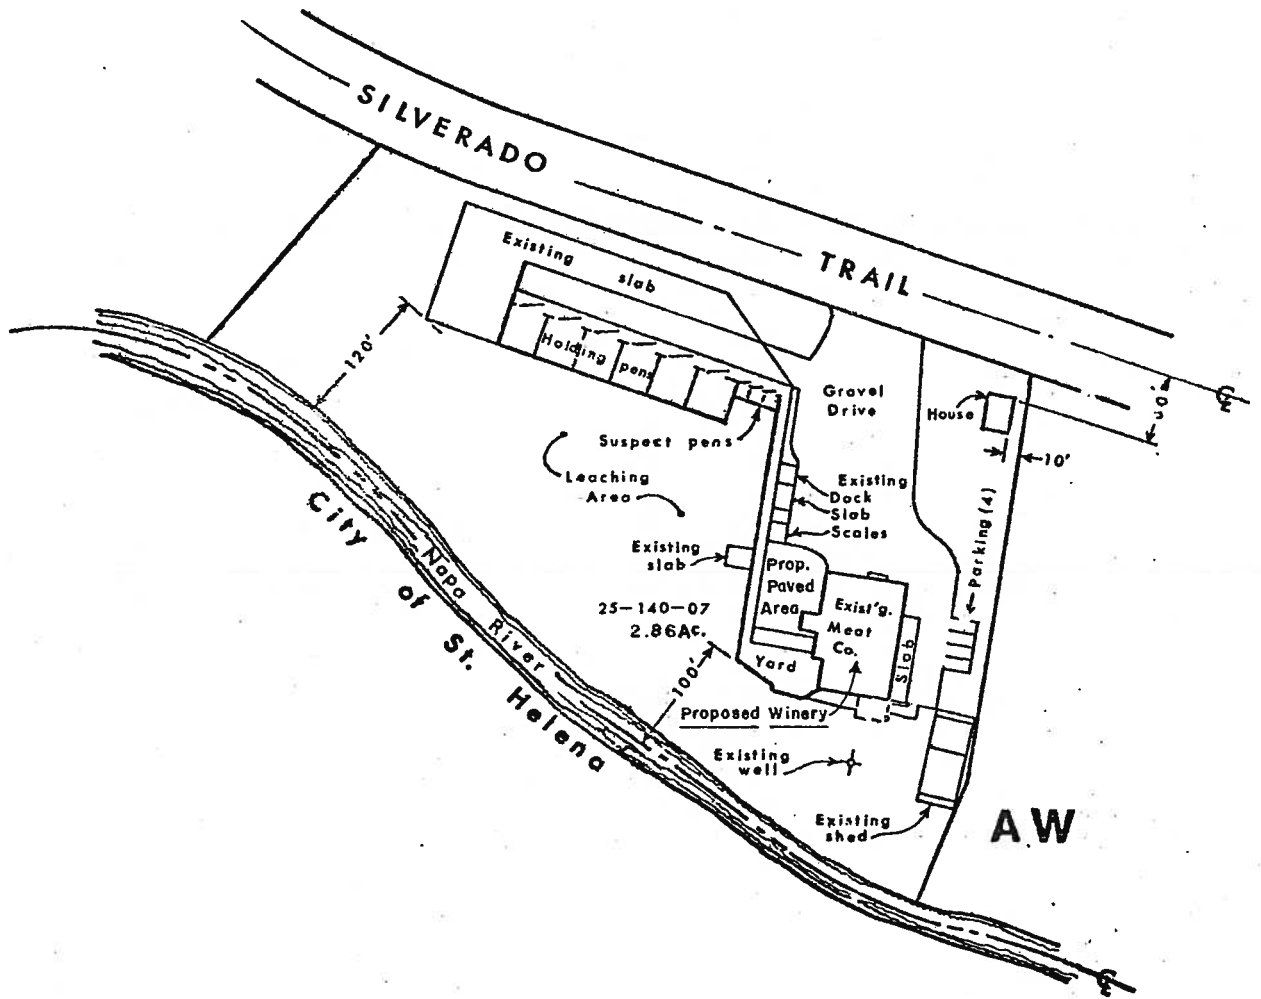 SILVERADO
TRAIL
℄
Existing
slab
120'
Holding pens
Gravel
Drive
House
10'
Suspect pens
Leaching
Area
Existing
Dock
Slab
Scales
Parking (4)
Existing
slab
Prop.
Paved
Area
25-140-07
2.86Ac.
Exist'g.
Meat
Co.
Slab
Yard
100'
Proposed Winery
Existing
well
Existing
shed
AW
Napa River
City of St. Helena
℄